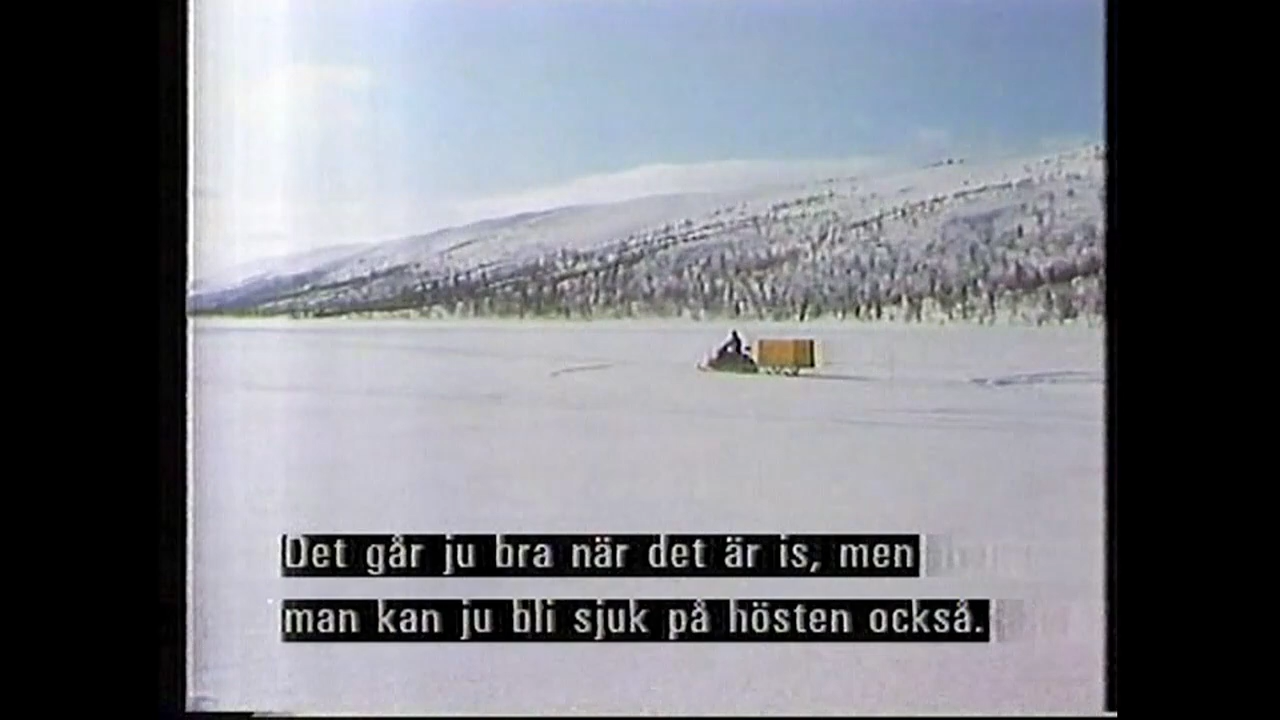 Det går ju bra när det är is, men
man kan ju bli sjuk på hösten också.